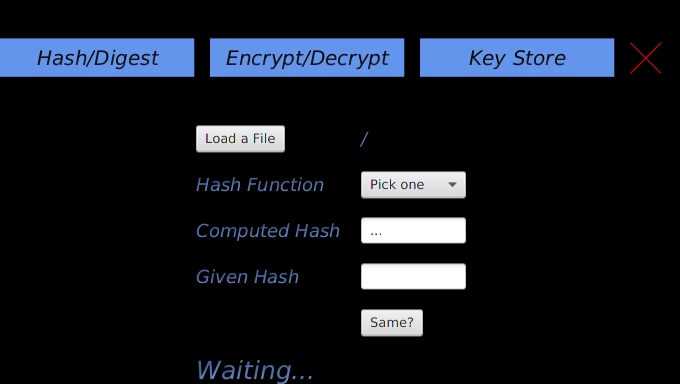 Hash/Digest Encrypt/Decrypt Key Store
Load a File /
Hash Function Pick one
Computed Hash ...
Given Hash
Same?
Waiting...